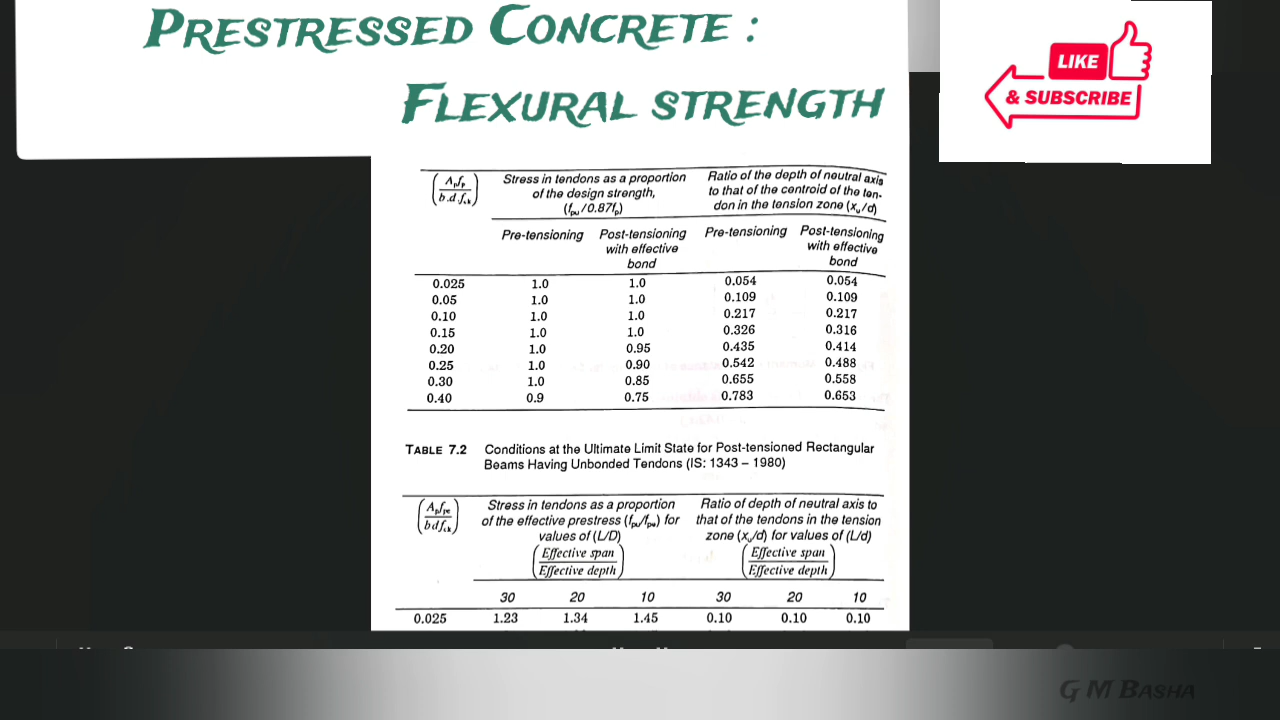 PRESTRESSED CONCRETE :
FLEXURAL STRENGTH
LIKE
& SUBSCRIBE
(Apfp / b.d.fck) Stress in tendons as a proportion of the design strength, (fpu/0.87fp) Ratio of the depth of neutral axis to that of the centroid of the ten-don in the tension zone (xu/d)
Pre-tensioning Post-tensioning with effective bond Pre-tensioning Post-tensioning with effective bond
0.025 1.0 1.0 0.054 0.054
0.05 1.0 1.0 0.109 0.109
0.10 1.0 1.0 0.217 0.217
0.15 1.0 1.0 0.326 0.316
0.20 1.0 0.95 0.435 0.414
0.25 1.0 0.90 0.542 0.488
0.30 1.0 0.85 0.655 0.558
0.40 0.9 0.75 0.783 0.653
TABLE 7.2 Conditions at the Ultimate Limit State for Post-tensioned Rectangular
Beams Having Unbonded Tendons (IS: 1343 – 1980)
(Apfpe / bdfck) Stress in tendons as a proportion of the effective prestress (fpu/fpe) for values of (L/D) (Effective span / Effective depth) Ratio of depth of neutral axis to that of the tendons in the tension zone (xu/d) for values of (L/d) (Effective span / Effective depth)
30 20 10 30 20 10
0.025 1.23 1.34 1.45 0.10 0.10 0.10
G M BASHA